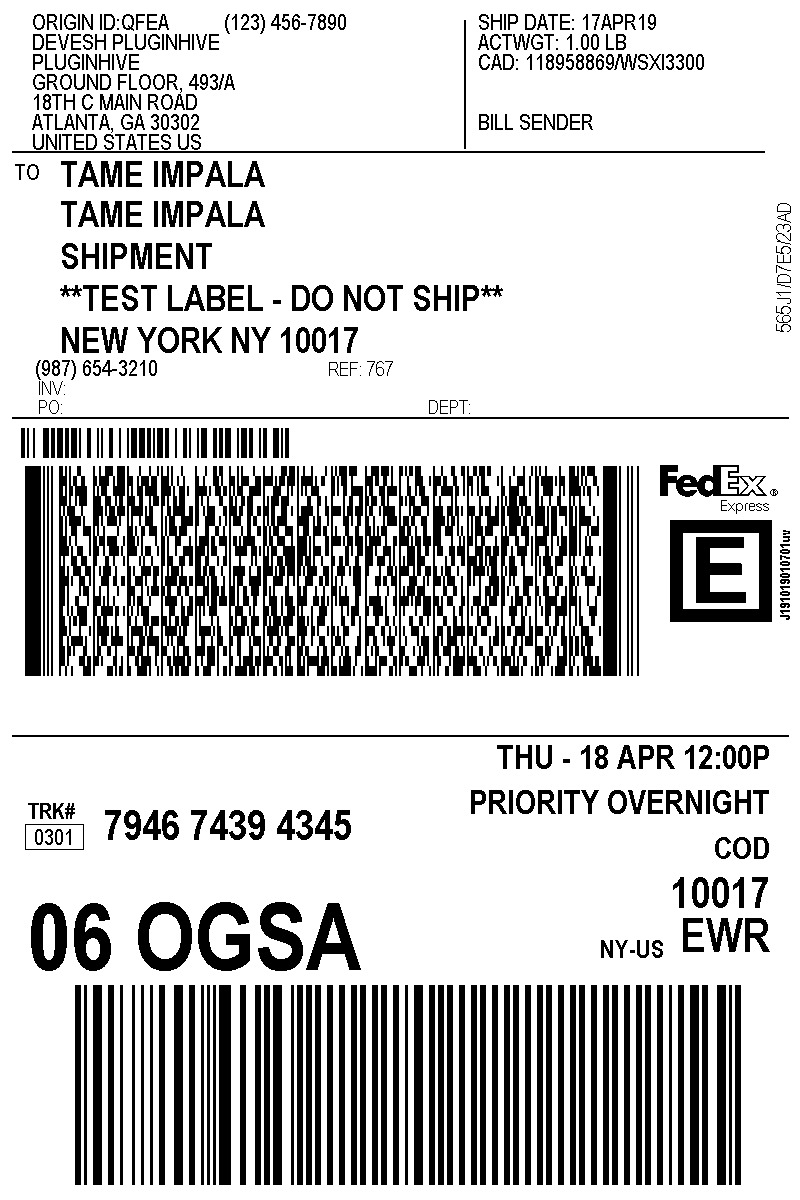 ORIGIN ID:QFEA (123) 456-7890
DEVESH PLUGINHIVE
PLUGINHIVE
GROUND FLOOR, 493/A
18TH C MAIN ROAD
ATLANTA, GA 30302
UNITED STATES US
SHIP DATE: 17APR19
ACTWGT: 1.00 LB
CAD: 118958869/WSXI3300
BILL SENDER
TO TAME IMPALA
TAME IMPALA
SHIPMENT
**TEST LABEL - DO NOT SHIP**
NEW YORK NY 10017
(987) 654-3210 REF: 767
INV:
PO: DEPT:
565J1/D7E5/23AD
FedEx®
Express
E
J191019010701uv
THU - 18 APR 12:00P
PRIORITY OVERNIGHT
TRK#
0301 7946 7439 4345
COD
10017
06 OGSA
NY-US EWR